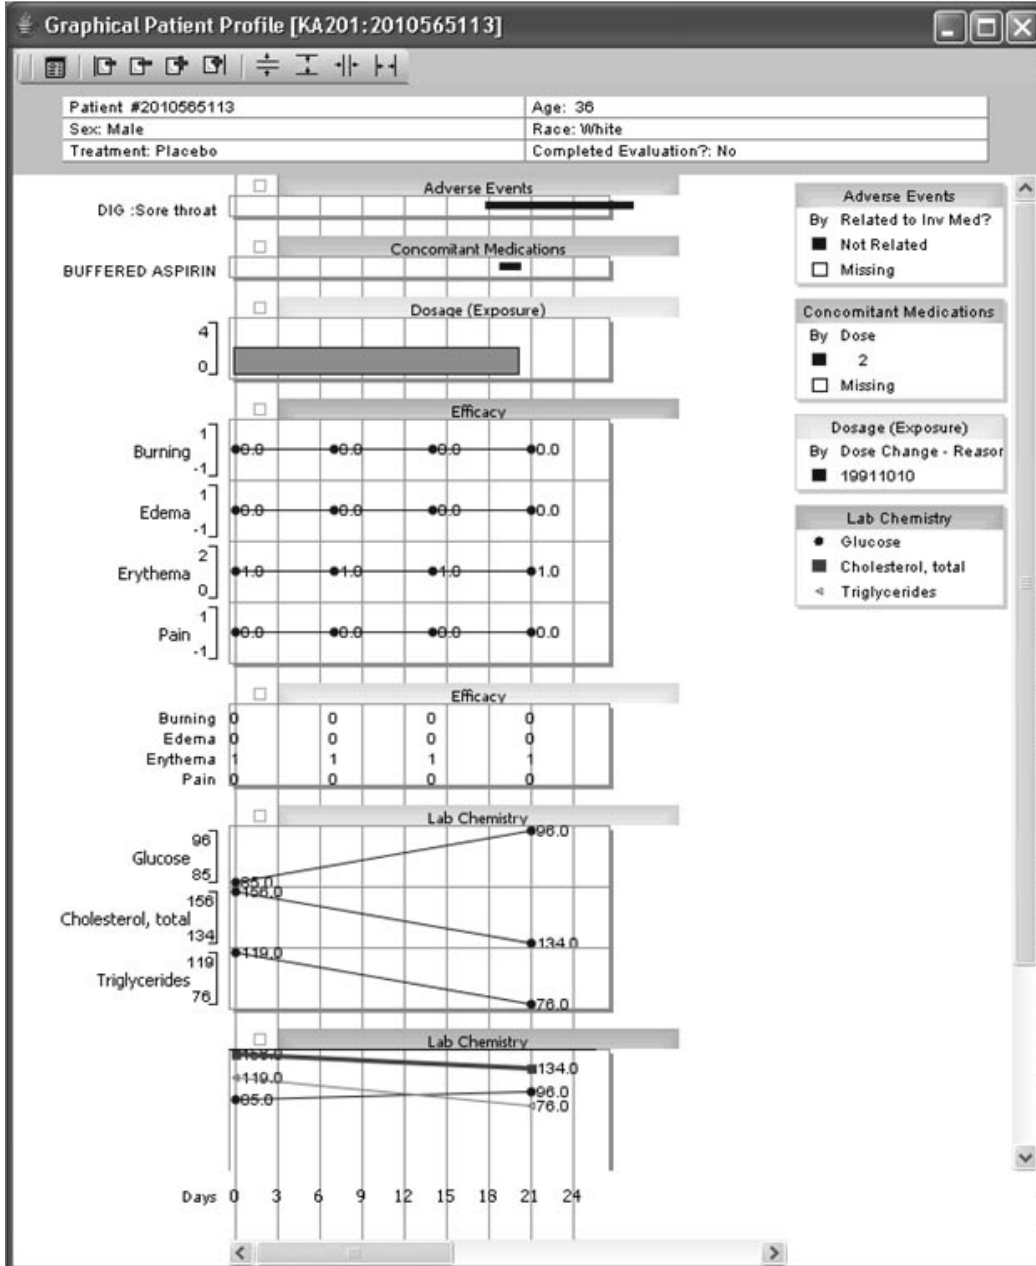 Graphical Patient Profile [KA201:2010565113]
Patient #2010565113 Age: 36
Sex: Male Race: White
Treatment: Placebo Completed Evaluation?: No
Adverse Events
DIG :Sore throat
Concomitant Medications
BUFFERED ASPIRIN
Dosage (Exposure)
4
0
Efficacy
Burning 1 -1 0.0 0.0 0.0 0.0
Edema 1 -1 0.0 0.0 0.0 0.0
Erythema 2 0 1.0 1.0 1.0 1.0
Pain 1 -1 0.0 0.0 0.0 0.0
Efficacy
Burning 0 0 0 0
Edema 0 0 0 0
Erythema 1 1 1 1
Pain 0 0 0 0
Lab Chemistry
Glucose 96 85 85.0 96.0
Cholesterol, total 156 134 156.0 134.0
Triglycerides 119 76 119.0 76.0
Lab Chemistry
134.0
119.0
85.0 96.0
76.0
Days 0 3 6 9 12 15 18 21 24
Adverse Events
By Related to Inv Med?
Not Related
Missing
Concomitant Medications
By Dose
2
Missing
Dosage (Exposure)
By Dose Change - Reason
19911010
Lab Chemistry
Glucose
Cholesterol, total
Triglycerides